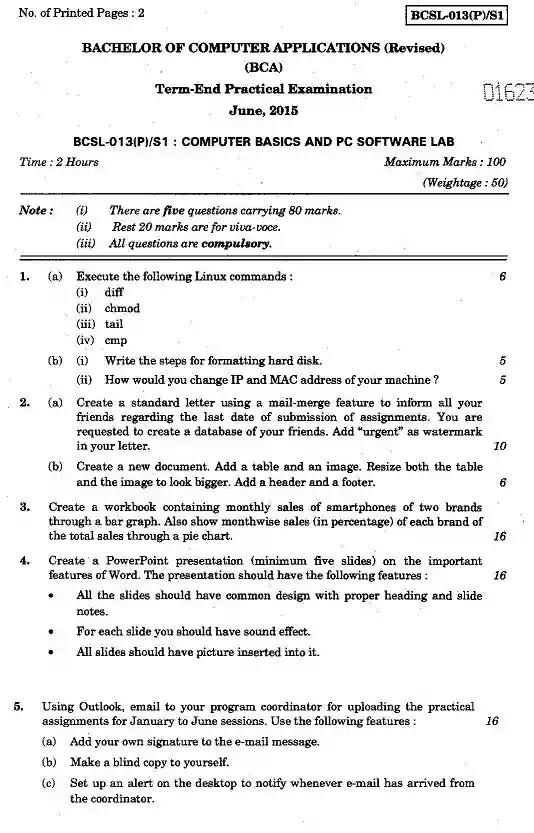 No. of Printed Pages : 2
BCSL-013(P)/S1
BACHELOR OF COMPUTER APPLICATIONS (Revised)
(BCA)
Term-End Practical Examination
01623
June, 2015
BCSL-013(P)/S1 : COMPUTER BASICS AND PC SOFTWARE LAB
Time : 2 Hours Maximum Marks : 100
(Weightage : 50)
Note : (i) There are five questions carrying 80 marks.
(ii) Rest 20 marks are for viva-voce.
(iii) All questions are compulsory.
1. (a) Execute the following Linux commands : 6
(i) diff
(ii) chmod
(iii) tail
(iv) cmp
(b) (i) Write the steps for formatting hard disk. 5
(ii) How would you change IP and MAC address of your machine ? 5
2. (a) Create a standard letter using a mail-merge feature to inform all your
friends regarding the last date of submission of assignments. You are
requested to create a database of your friends. Add "urgent" as watermark
in your letter. 10
(b) Create a new document. Add a table and an image. Resize both the table
and the image to look bigger. Add a header and a footer. 6
3. Create a workbook containing monthly sales of smartphones of two brands
through a bar graph. Also show monthwise sales (in percentage) of each brand of
the total sales through a pie chart. 16
4. Create a PowerPoint presentation (minimum five slides) on the important
features of Word. The presentation should have the following features : 16
• All the slides should have common design with proper heading and slide
notes.
• For each slide you should have sound effect.
• All slides should have picture inserted into it.
5. Using Outlook, email to your program coordinator for uploading the practical
assignments for January to June sessions. Use the following features : 16
(a) Add your own signature to the e-mail message.
(b) Make a blind copy to yourself.
(c) Set up an alert on the desktop to notify whenever e-mail has arrived from
the coordinator.